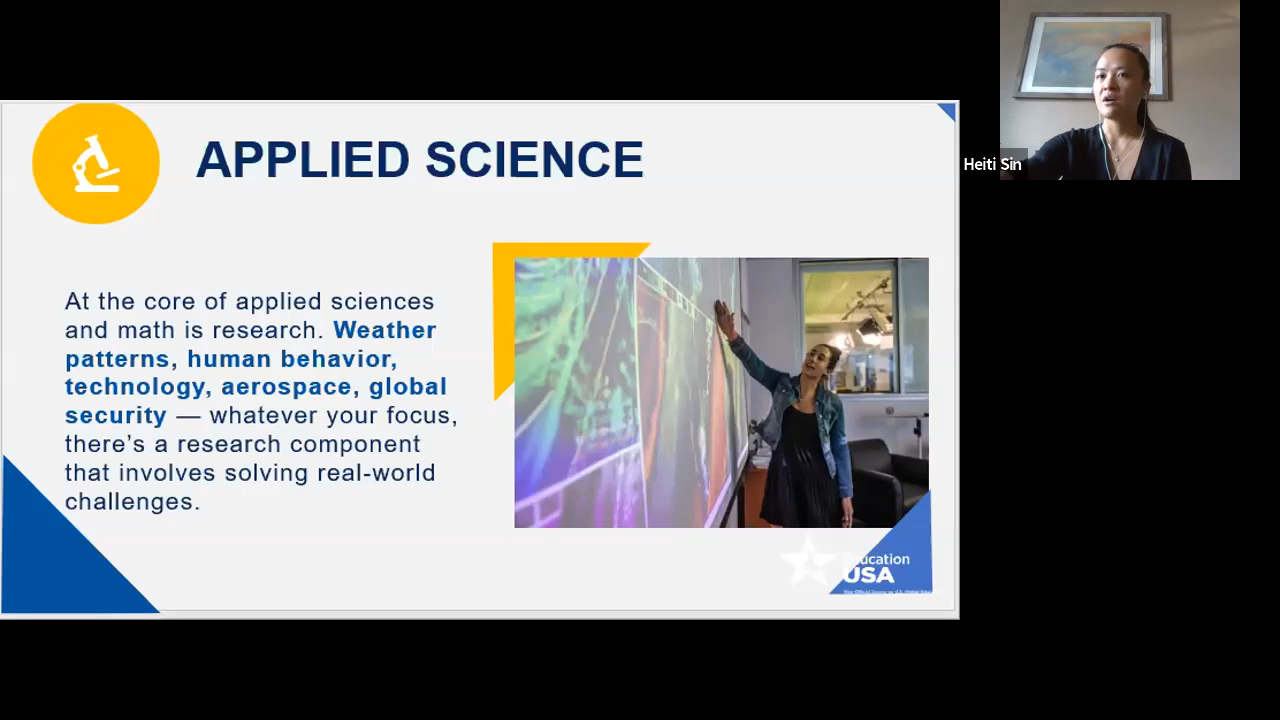 APPLIED SCIENCE
At the core of applied sciences
and math is research. Weather
patterns, human behavior,
technology, aerospace, global
security — whatever your focus,
there’s a research component
that involves solving real-world
challenges.
Education
USA
Heiti Sin